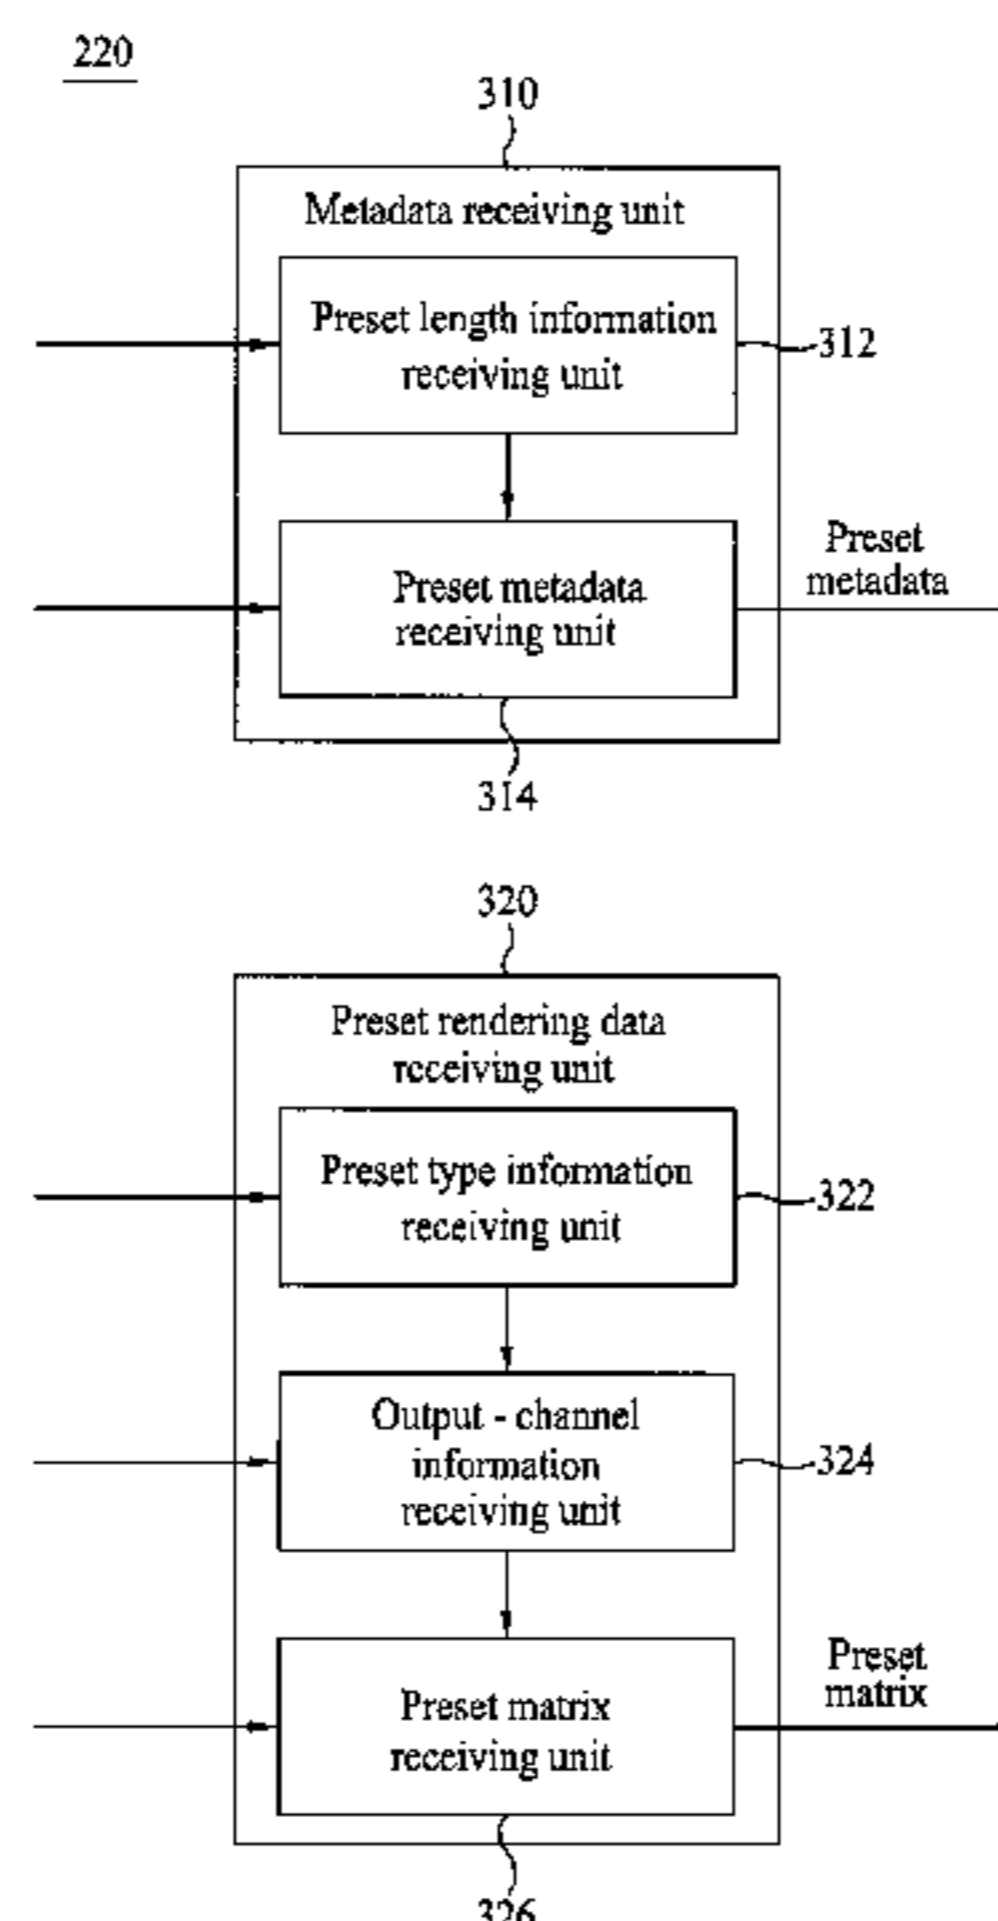 220
310
Metadata receiving unit
Preset length information
receiving unit
312
Preset metadata
receiving unit
Preset
metadata
314
320
Preset rendering data
receiving unit
Preset type information
receiving unit
322
Output - channel
information
receiving unit
324
Preset matrix
receiving unit
Preset
matrix
326